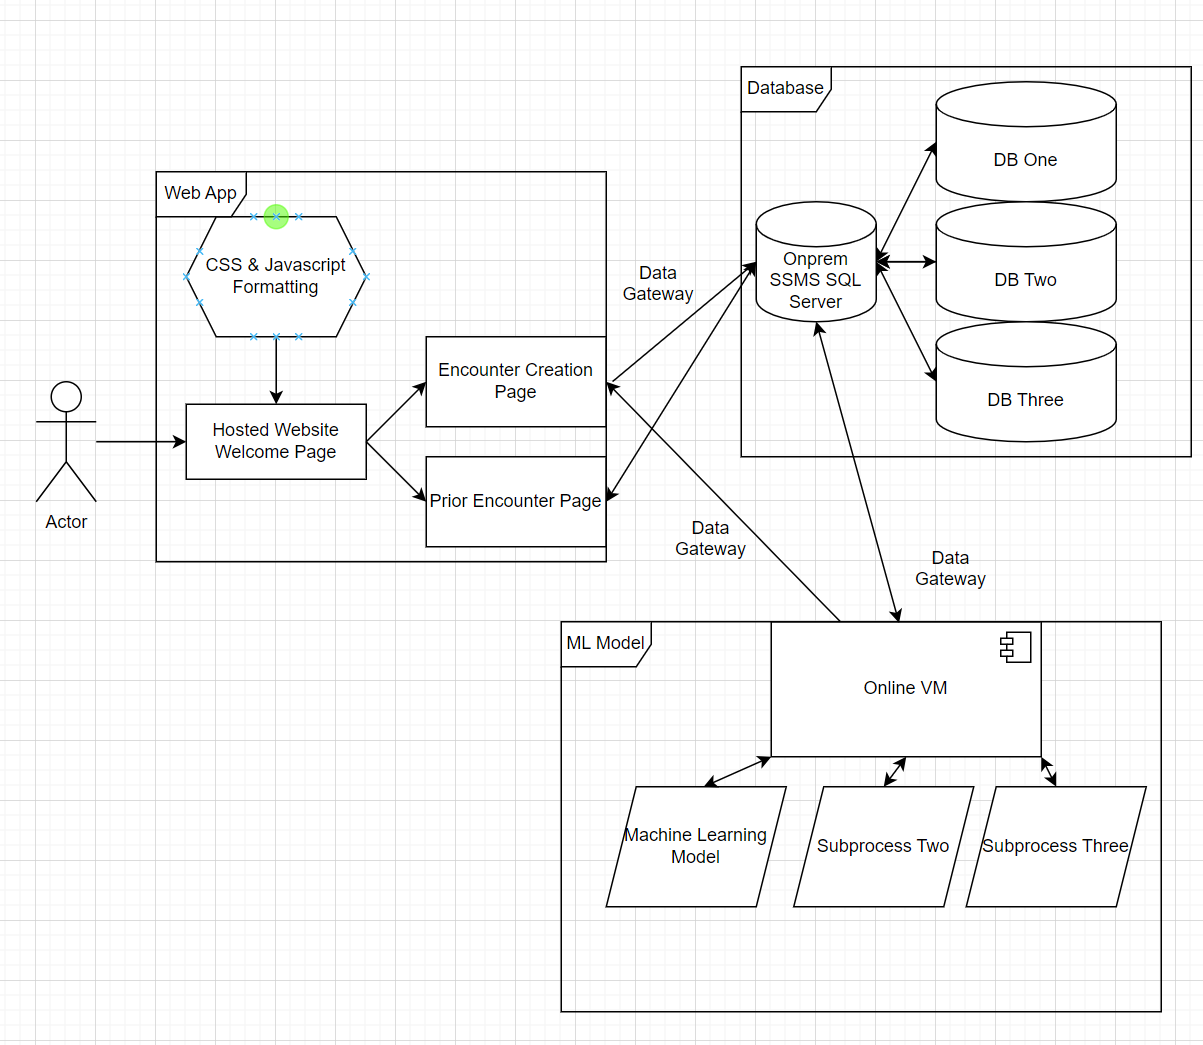 Database
DB One
Web App
CSS & Javascript
Formatting
Data
Gateway
Onprem
SSMS SQL
Server
DB Two
Encounter Creation
Page
DB Three
Hosted Website
Welcome Page
Prior Encounter Page
Actor
Data
Gateway
Data
Gateway
ML Model
Online VM
Machine Learning
Model
Subprocess Two
Subprocess Three